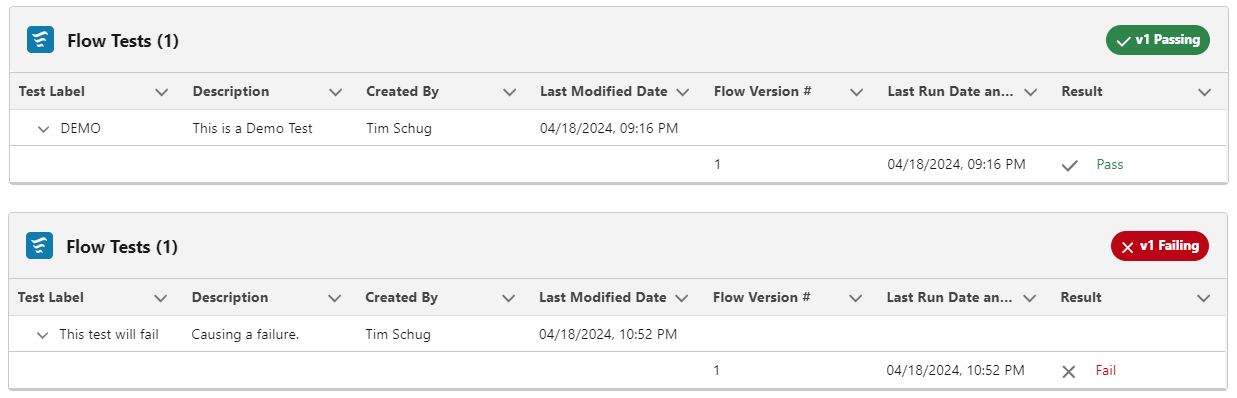 Flow Tests (1)
v1 Passing
Test Label Description Created By Last Modified Date Flow Version # Last Run Date an... Result
DEMO This is a Demo Test Tim Schug 04/18/2024, 09:16 PM
1 04/18/2024, 09:16 PM Pass
Flow Tests (1)
v1 Failing
Test Label Description Created By Last Modified Date Flow Version # Last Run Date an... Result
This test will fail Causing a failure. Tim Schug 04/18/2024, 10:52 PM
1 04/18/2024, 10:52 PM Fail